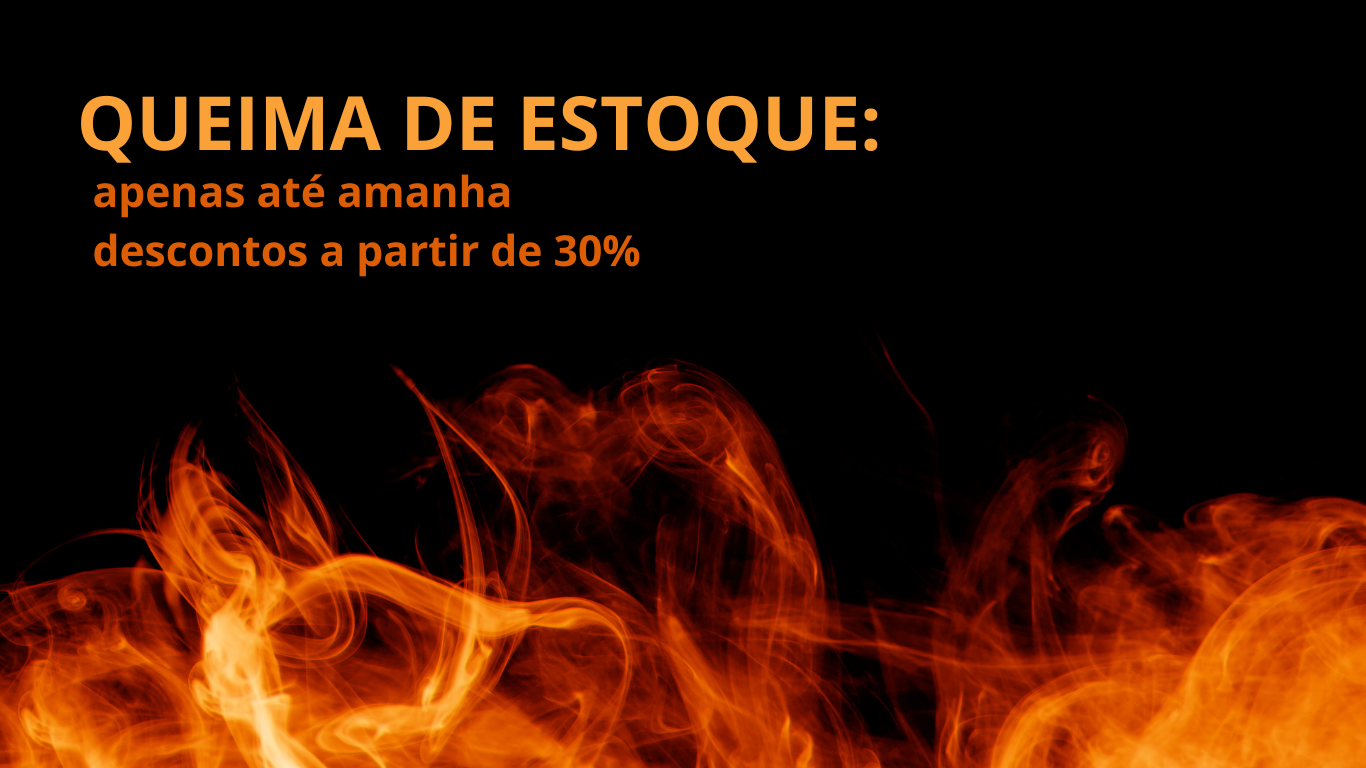 QUEIMA DE ESTOQUE:
apenas até amanha
descontos a partir de 30%